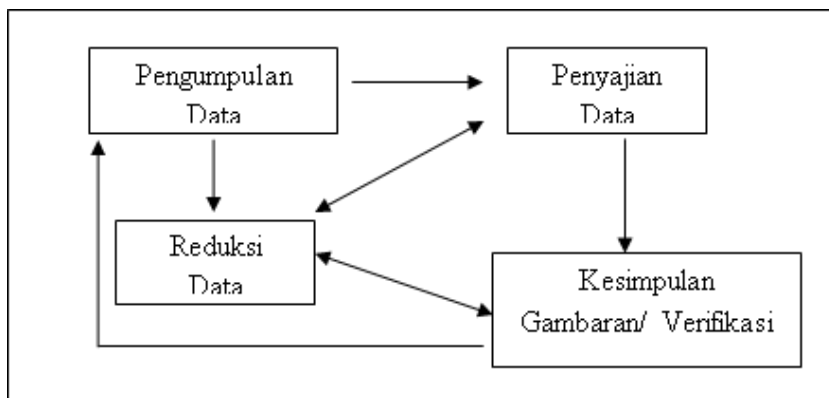 Pengumpulan
Data
Penyajian
Data
Reduksi
Data
Kesimpulan
Gambaran/ Verifikasi